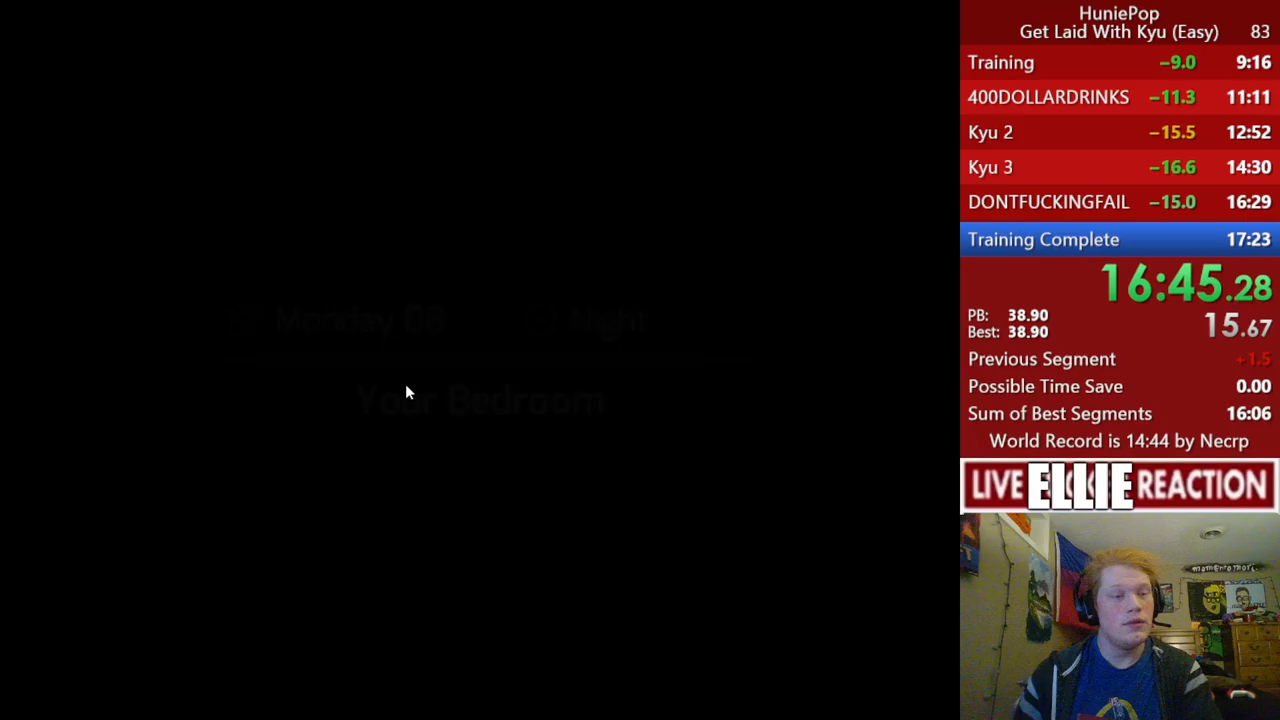 Monday 08 Night
Your Bedroom
HuniePop
Get Laid With Kyu (Easy) 83
Training -9.0 9:16
400DOLLARDRINKS -11.3 11:11
Kyu 2 -15.5 12:52
Kyu 3 -16.6 14:30
DONTFUCKINGFAIL -15.0 16:29
Training Complete 17:23
16:45.28
PB: 38.90 15.67
Best: 38.90
Previous Segment +1.5
Possible Time Save 0.00
Sum of Best Segments 16:06
World Record is 14:44 by Necrp
LIVE ELLIE REACTION